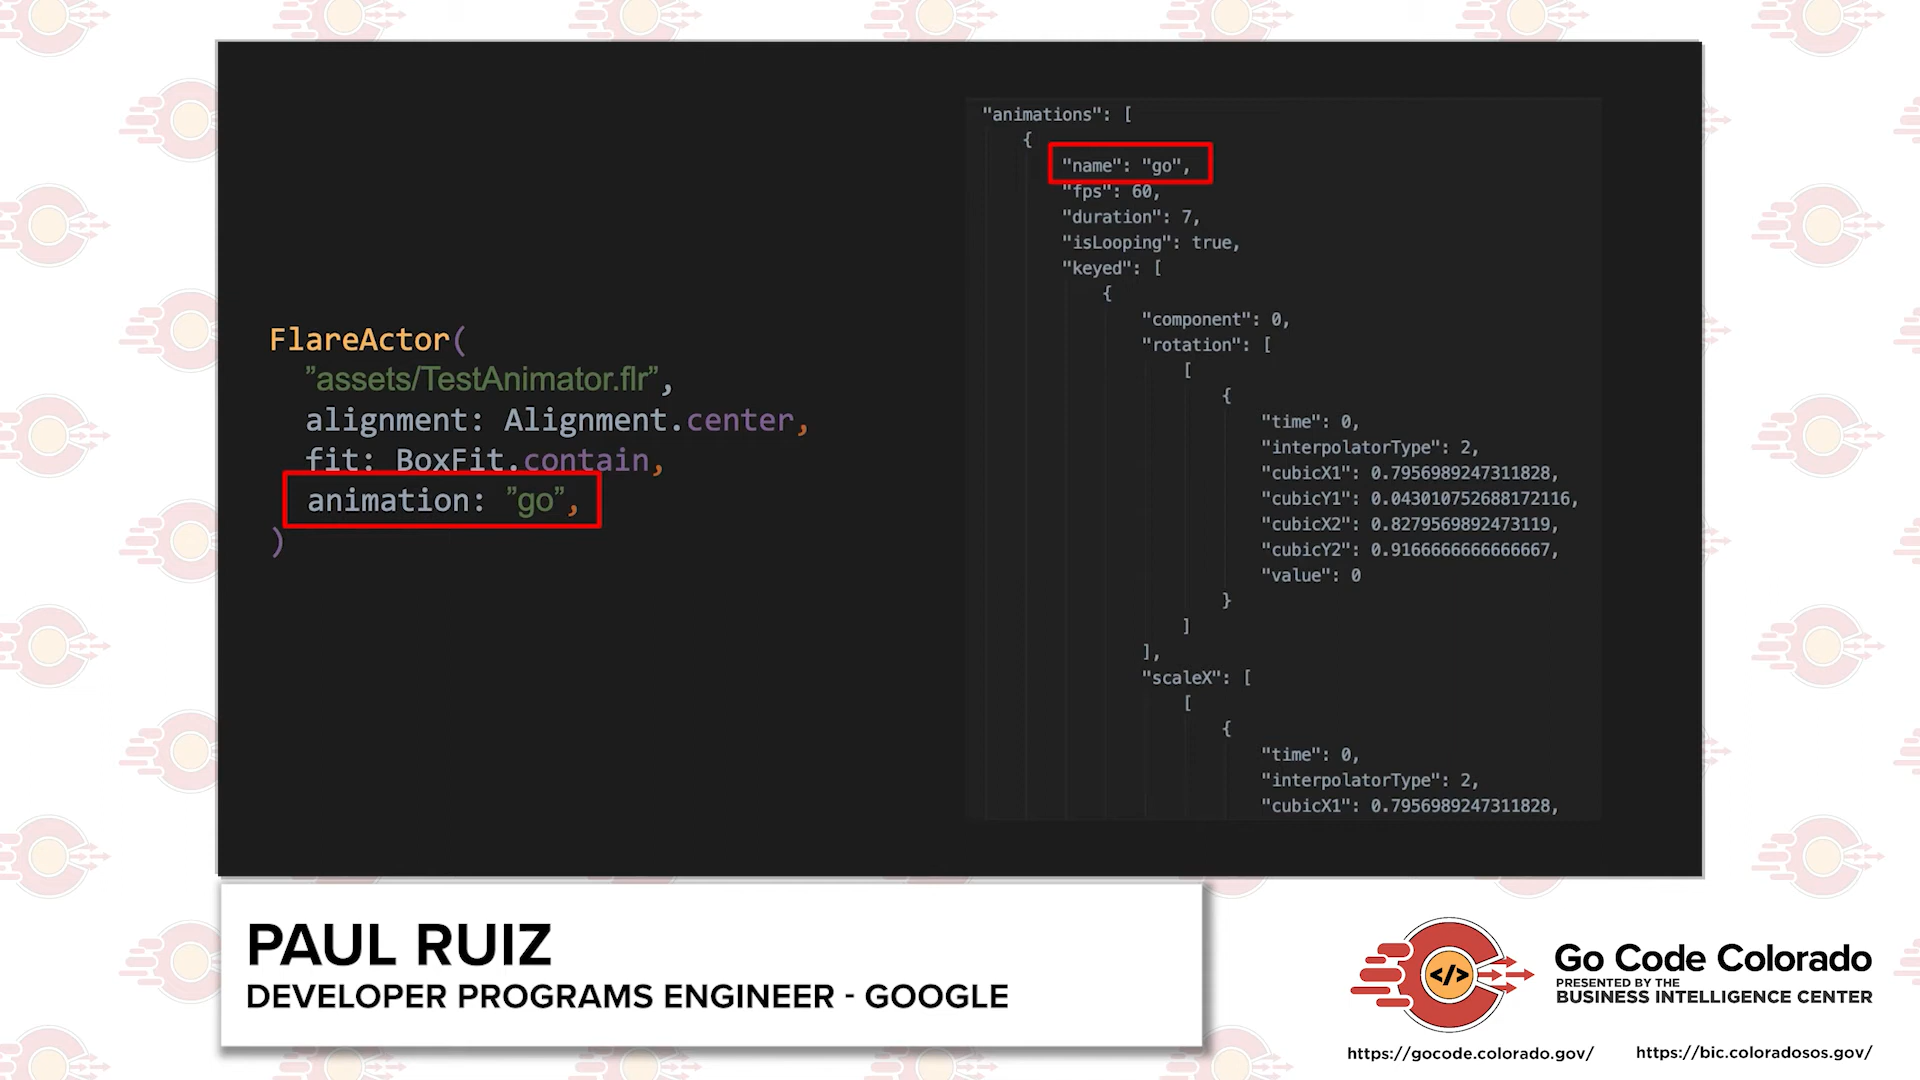 FlareActor(
”assets/TestAnimator.flr”,
alignment: Alignment.center,
fit: BoxFit.contain,
animation: ”go”,
)
"animations": [
{
"name": "go",
"fps": 60,
"duration": 7,
"isLooping": true,
"keyed": [
{
"component": 0,
"rotation": [
[
{
"time": 0,
"interpolatorType": 2,
"cubicX1": 0.7956989247311828,
"cubicY1": 0.043010752688172116,
"cubicX2": 0.8279569892473119,
"cubicY2": 0.9166666666666667,
"value": 0
}
]
],
"scaleX": [
[
{
"time": 0,
"interpolatorType": 2,
"cubicX1": 0.7956989247311828,
PAUL RUIZ
DEVELOPER PROGRAMS ENGINEER - GOOGLE
</>
Go Code Colorado
PRESENTED BY THE
BUSINESS INTELLIGENCE CENTER
https://gocode.colorado.gov/
https://bic.coloradosos.gov/